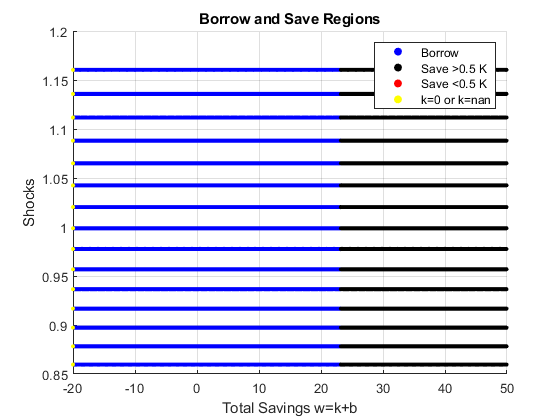 Borrow and Save Regions
1.2
1.15
1.1
1.05
1
0.95
0.9
0.85
Shocks
Borrow
Save >0.5 K
Save <0.5 K
k=0 or k=nan
-20 -10 0 10 20 30 40 50
Total Savings w=k+b